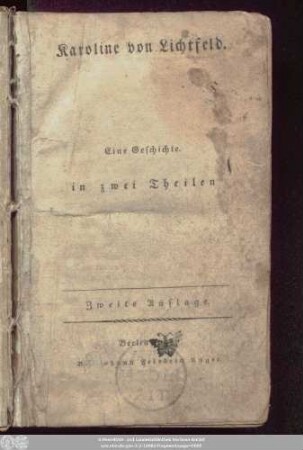 Karoline von Lichtfeld.
Eine Geschichte.
in zwei Theilen
Zweite Auflage.
Berlin
Johann Friedrich Unger